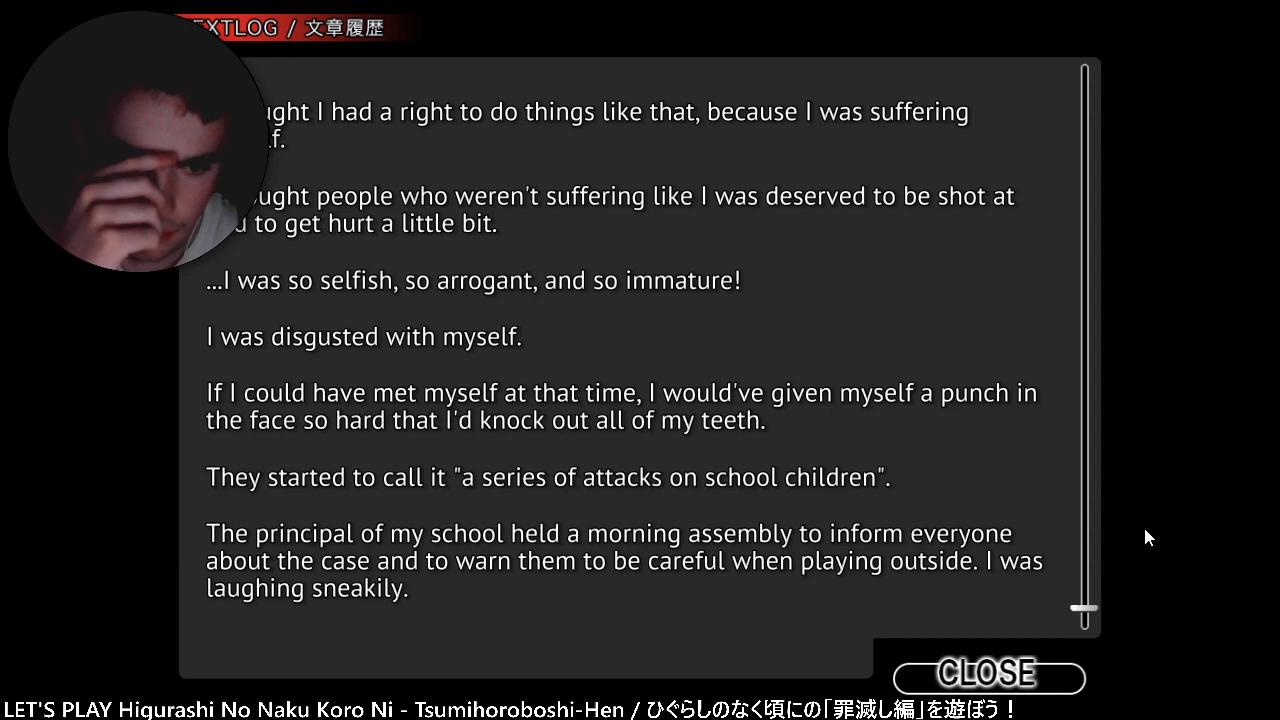 EXTLOG / 文章履歴
ught I had a right to do things like that, because I was suffering
lf.
ought people who weren't suffering like I was deserved to be shot at
d to get hurt a little bit.
...I was so selfish, so arrogant, and so immature!
I was disgusted with myself.
If I could have met myself at that time, I would've given myself a punch in
the face so hard that I'd knock out all of my teeth.
They started to call it "a series of attacks on school children".
The principal of my school held a morning assembly to inform everyone
about the case and to warn them to be careful when playing outside. I was
laughing sneakily.
CLOSE
LET'S PLAY Higurashi No Naku Koro Ni - Tsumihoroboshi-Hen / ひぐらしのなく頃にの「罪滅し編」を遊ぼう！